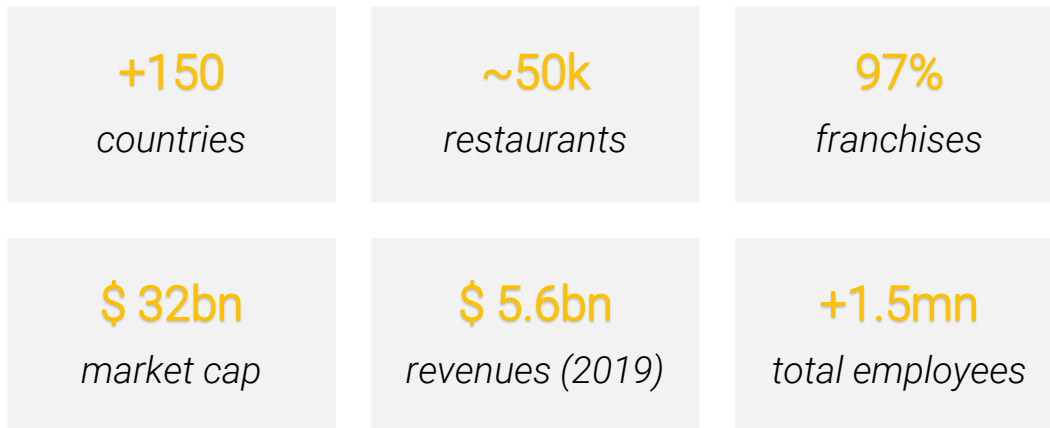 +150
countries
~50k
restaurants
97%
franchises
$ 32bn
market cap
$ 5.6bn
revenues (2019)
+1.5mn
total employees